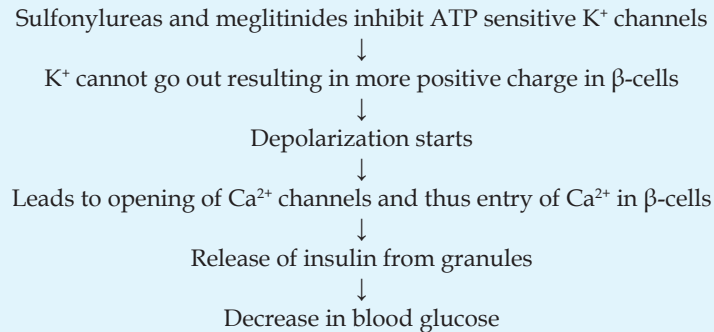 Sulfonylureas and meglitinides inhibit ATP sensitive K⁺ channels
↓
K⁺ cannot go out resulting in more positive charge in β-cells
↓
Depolarization starts
↓
Leads to opening of Ca²⁺ channels and thus entry of Ca²⁺ in β-cells
↓
Release of insulin from granules
↓
Decrease in blood glucose